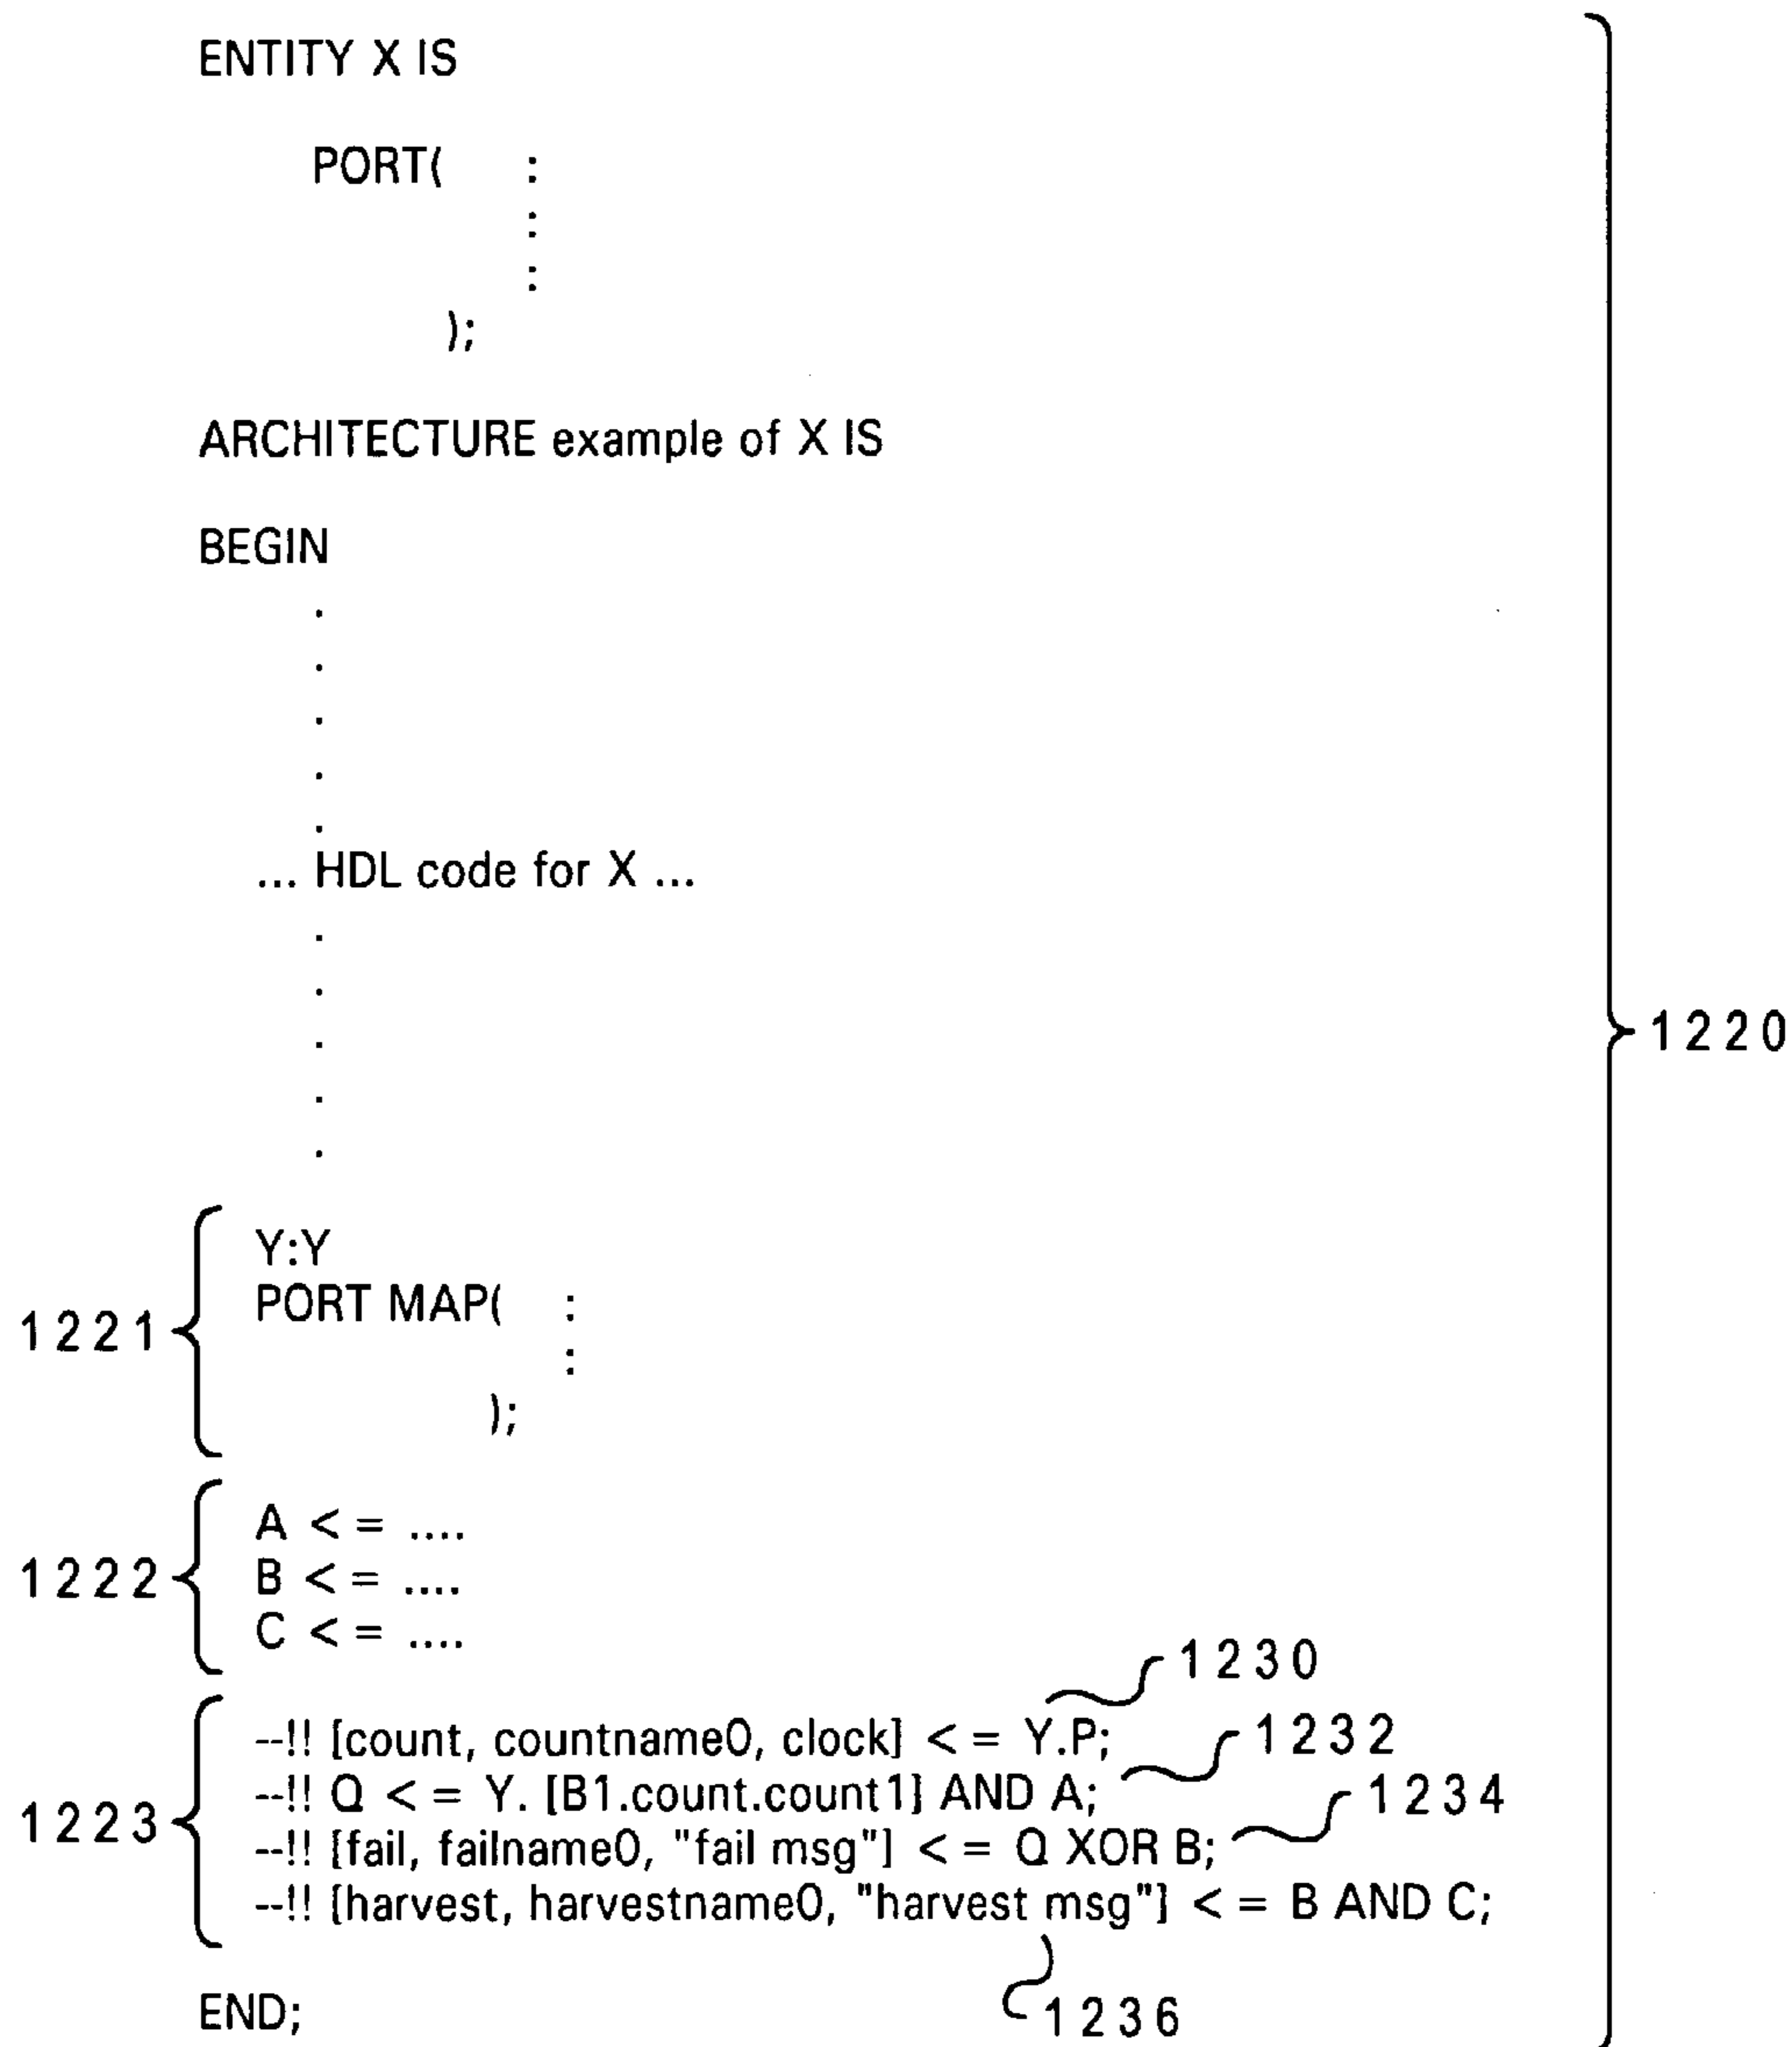 ENTITY X IS
PORT( :
:
:
);
ARCHITECTURE example of X IS
BEGIN
.
.
.
.
.
... HDL code for X ...
.
.
.
.
.
1220
Y:Y
PORT MAP( :
1221
:
);
A < = ....
1222 B < = ....
C < = ....
1230
--!! [count, countname0, clock] < = Y.P; 1232
--!! Q < = Y. [B1.count.count1] AND A; 1234
1223
--!! [fail, failname0, "fail msg"] < = Q XOR B;
--!! [harvest, harvestname0, "harvest msg"] < = B AND C;
END; 1236